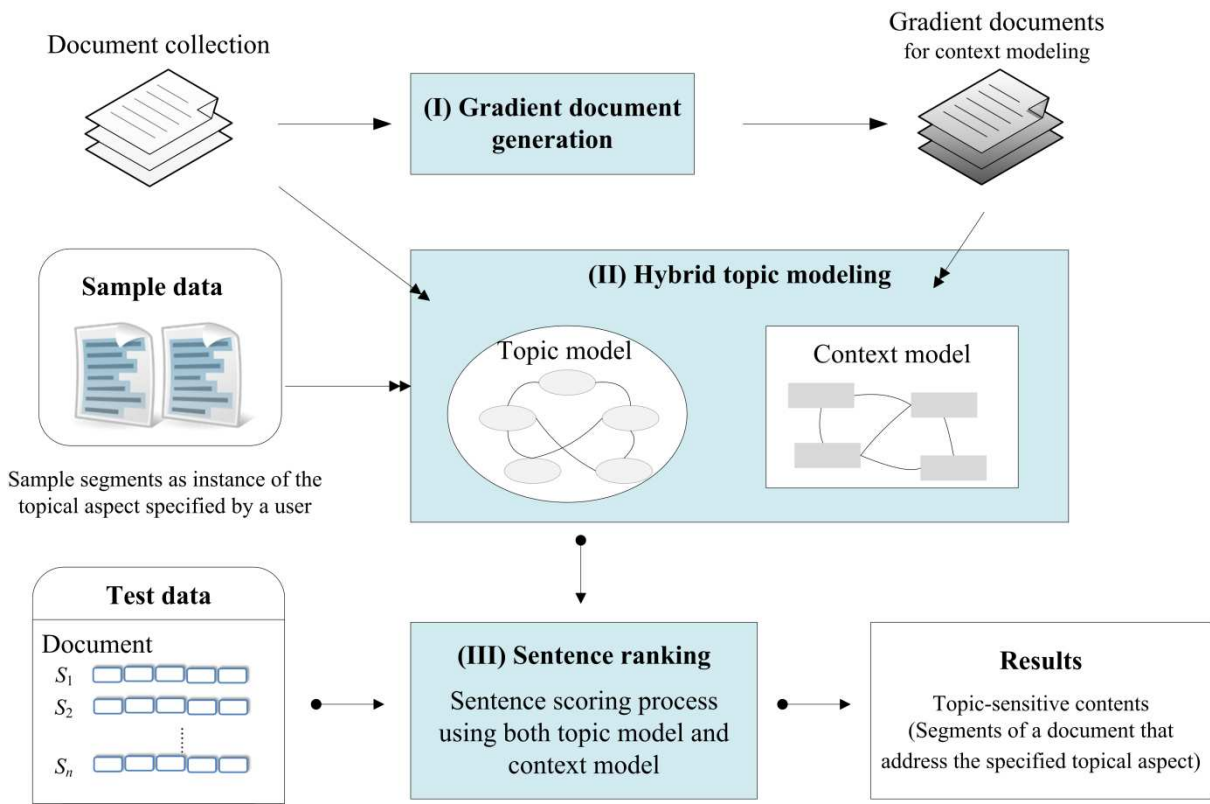 Document collection
Gradient documents
for context modeling
(I) Gradient document
generation
Sample data
(II) Hybrid topic modeling
Topic model
Context model
Sample segments as instance of the
topical aspect specified by a user
Test data
Document
S1
S2
Sn
(III) Sentence ranking
Sentence scoring process
using both topic model and
context model
Results
Topic-sensitive contents
(Segments of a document that
address the specified topical aspect)